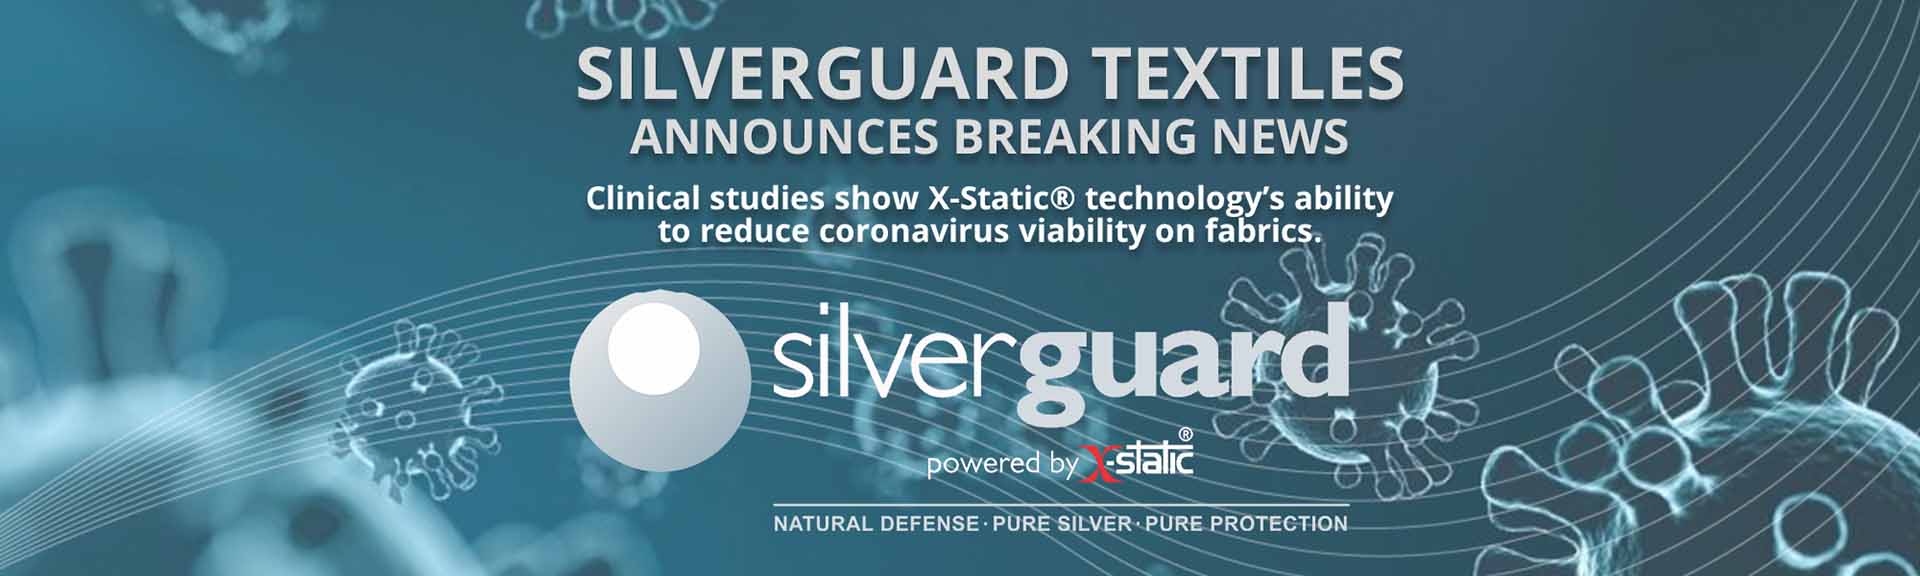 SILVERGUARD TEXTILES
ANNOUNCES BREAKING NEWS
Clinical studies show X-Static® technology’s ability
to reduce coronavirus viability on fabrics.
silverguard
powered by X-static®
NATURAL DEFENSE · PURE SILVER · PURE PROTECTION